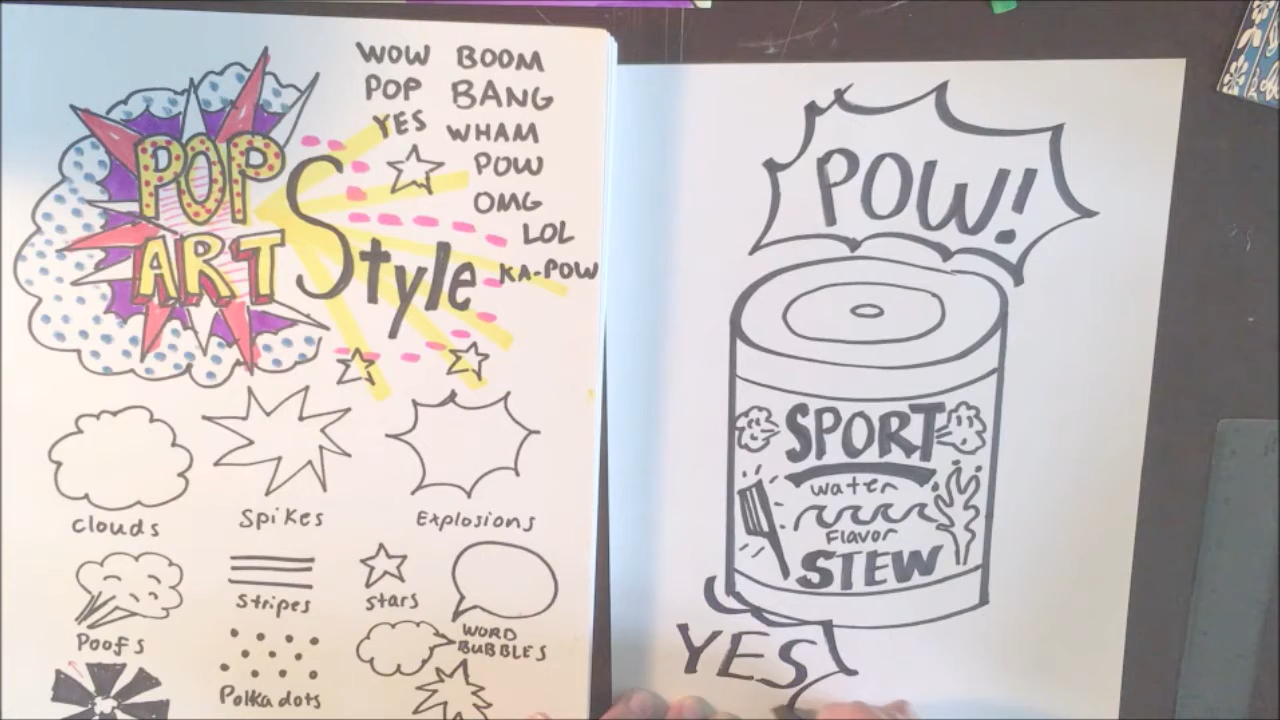 WOW BOOM
POP BANG
YES WHAM
POW
OMG
LOL
KA-POW
POP
ART
Style
Clouds
Spikes
Explosions
Poofs
Stripes
Stars
WORD
BUBBLES
Polka dots
POW!
SPORT
water
Flavor
STEW
YES